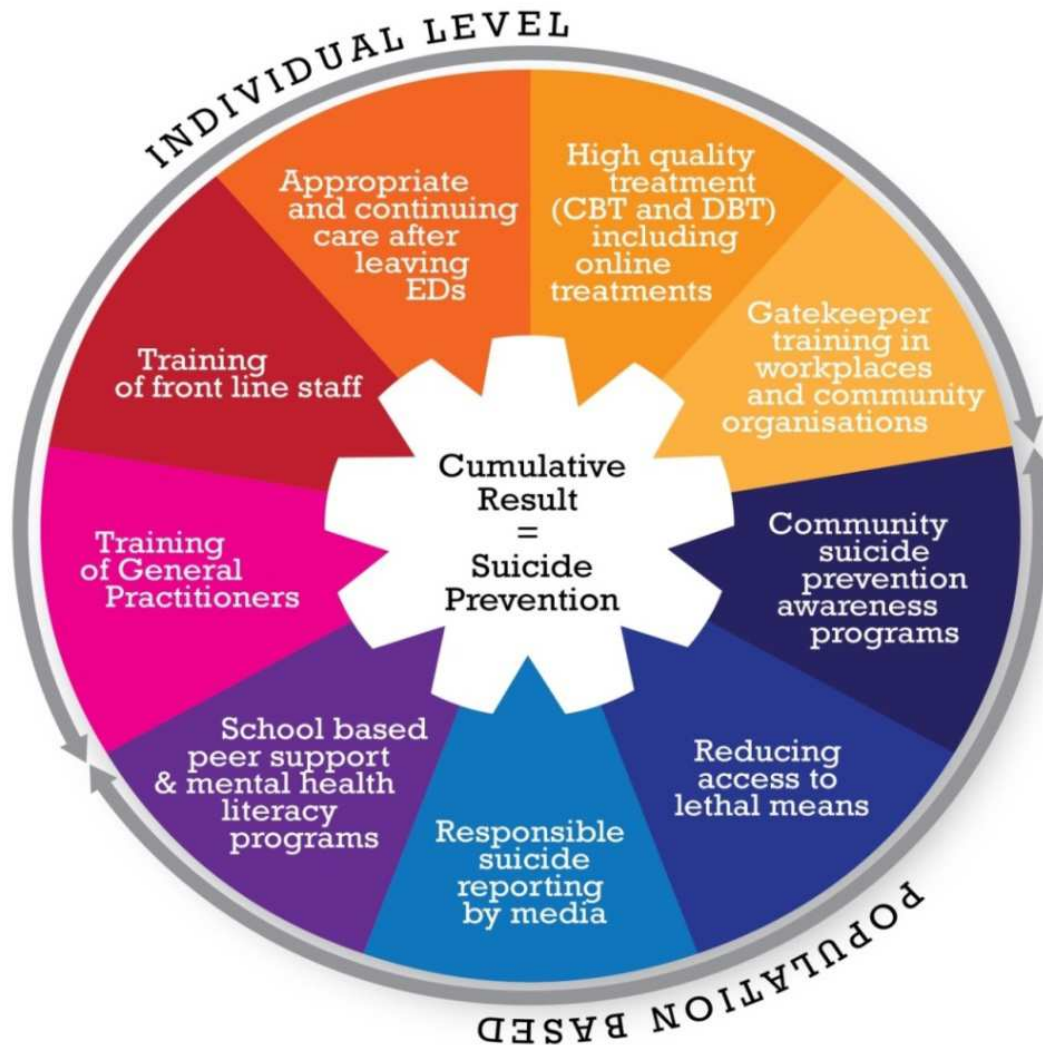 INDIVIDUAL LEVEL
High quality
treatment
(CBT and DBT)
including
online
treatments
Gatekeeper
training in
workplaces
and community
organisations
Community
suicide
prevention
awareness
programs
Reducing
access to
lethal means
Responsible
suicide
reporting
by media
School based
peer support
& mental health
literacy
programs
Training
of General
Practitioners
Training
of front line staff
Appropriate
and continuing
care after
leaving
EDs
Cumulative
Result
=
Suicide
Prevention
POPULATION BASED